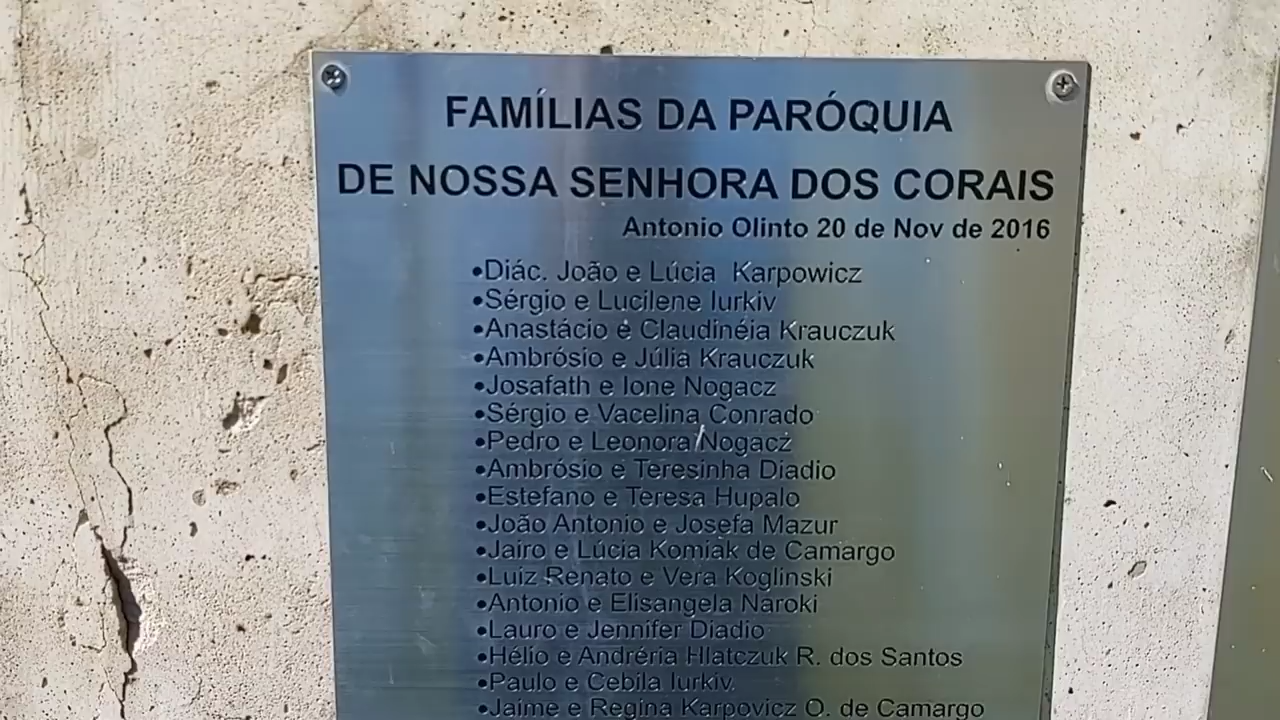 FAMÍLIAS DA PARÓQUIA
DE NOSSA SENHORA DOS CORAIS
Antonio Olinto 20 de Nov de 2016
•Diác. João e Lúcia Karpowicz
•Sérgio e Lucilene Iurkiv
•Anastácio e Claudinéia Krauczuk
•Ambrósio e Júlia Krauczuk
•Josafath e Ione Nogacz
•Sérgio e Vacelina Conrado
•Pedro e Leonora Nogacz
•Ambrósio e Teresinha Diadio
•Estefano e Teresa Hupalo
•João Antonio e Josefa Mazur
•Jairo e Lúcia Komiak de Camargo
•Luiz Renato e Vera Koglinski
•Antonio e Elisangela Naroki
•Lauro e Jennifer Diadio
•Hélio e Andréria Hlatczuk R. dos Santos
•Paulo e Cebila Iurkiv.
•Jaime e Regina Karpovicz O. de Camargo